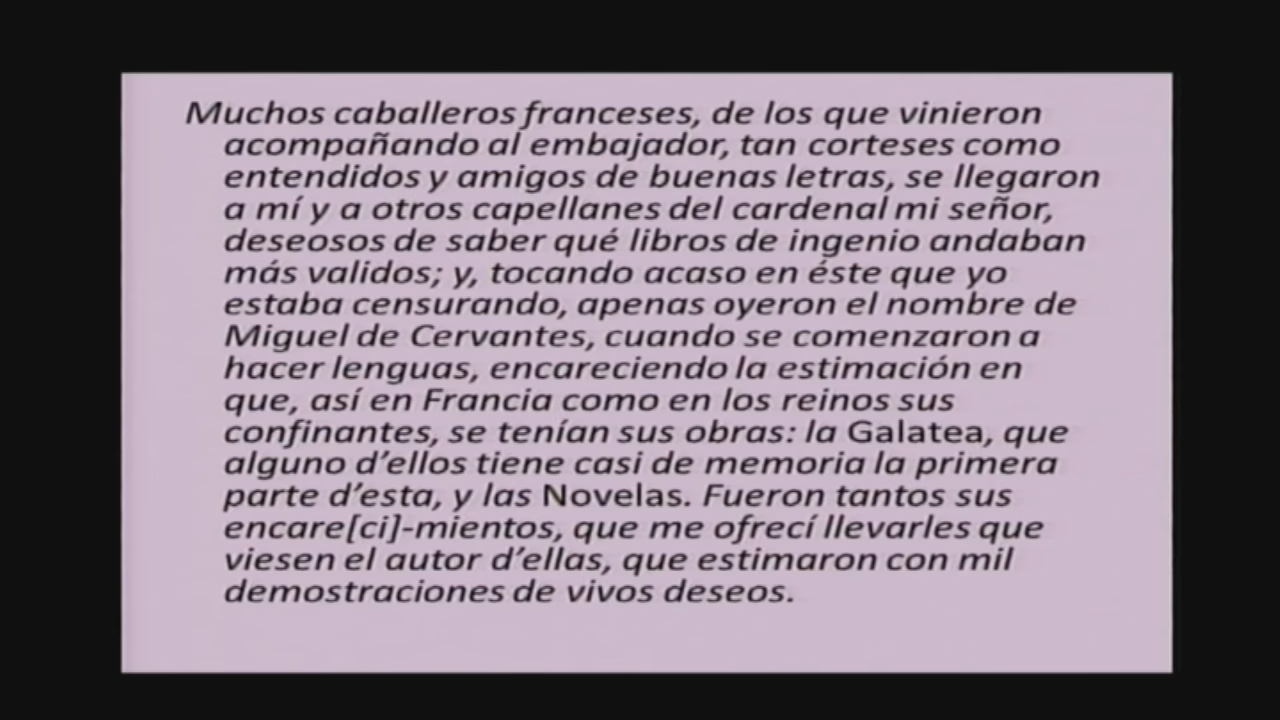 Muchos caballeros franceses, de los que vinieron
acompañando al embajador, tan corteses como
entendidos y amigos de buenas letras, se llegaron
a mí y a otros capellanes del cardenal mi señor,
deseosos de saber qué libros de ingenio andaban
más validos; y, tocando acaso en éste que yo
estaba censurando, apenas oyeron el nombre de
Miguel de Cervantes, cuando se comenzaron a
hacer lenguas, encareciendo la estimación en
que, así en Francia como en los reinos sus
confinantes, se tenían sus obras: la Galatea, que
alguno d’ellos tiene casi de memoria la primera
parte d’esta, y las Novelas. Fueron tantos sus
encare[ci]-mientos, que me ofrecí llevarles que
viesen el autor d’ellas, que estimaron con mil
demostraciones de vivos deseos.